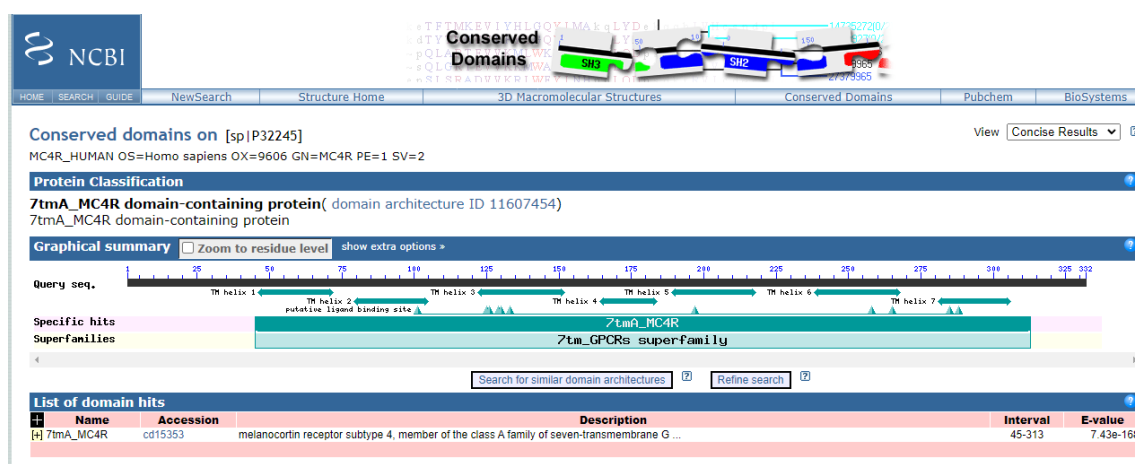 NCBI
Conserved
Domains
SH3
SH2
HOME SEARCH GUIDE NewSearch Structure Home 3D Macromolecular Structures Conserved Domains Pubchem BioSystems
Conserved domains on [sp|P32245]
View Concise Results
MC4R_HUMAN OS=Homo sapiens OX=9606 GN=MC4R PE=1 SV=2
Protein Classification
7tmA_MC4R domain-containing protein( domain architecture ID 11607454)
7tmA_MC4R domain-containing protein
Graphical summary Zoom to residue level show extra options »
1 25 50 75 100 125 150 175 200 225 250 275 300 325 332
Query seq.
TM helix 1 TM helix 3 TM helix 5 TM helix 6
TM helix 2 TM helix 4 TM helix 7
putative ligand binding site
Specific hits 7tmA_MC4R
Superfamilies 7tm_GPCRs superfamily
Search for similar domain architectures ? Refine search ?
List of domain hits
+ Name Accession Description Interval E-value
[+] 7tmA_MC4R cd15353 melanocortin receptor subtype 4, member of the class A family of seven-transmembrane G ... 45-313 7.43e-168